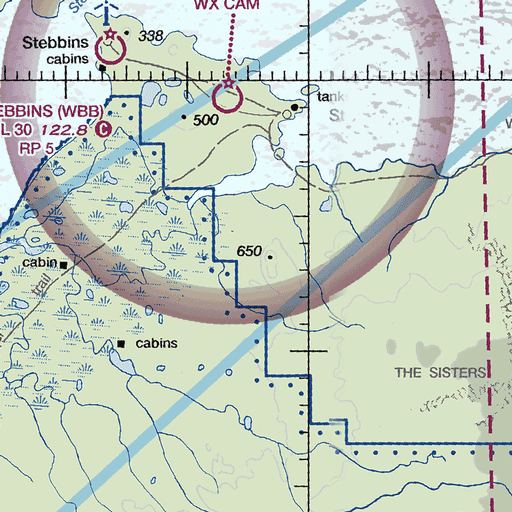 WX CAM
Stebbins
cabins
338
tank
EBBINS (WBB)
L 30 122.8 C
RP 5
500
St
650
cabin
trail
cabins
THE SISTERS